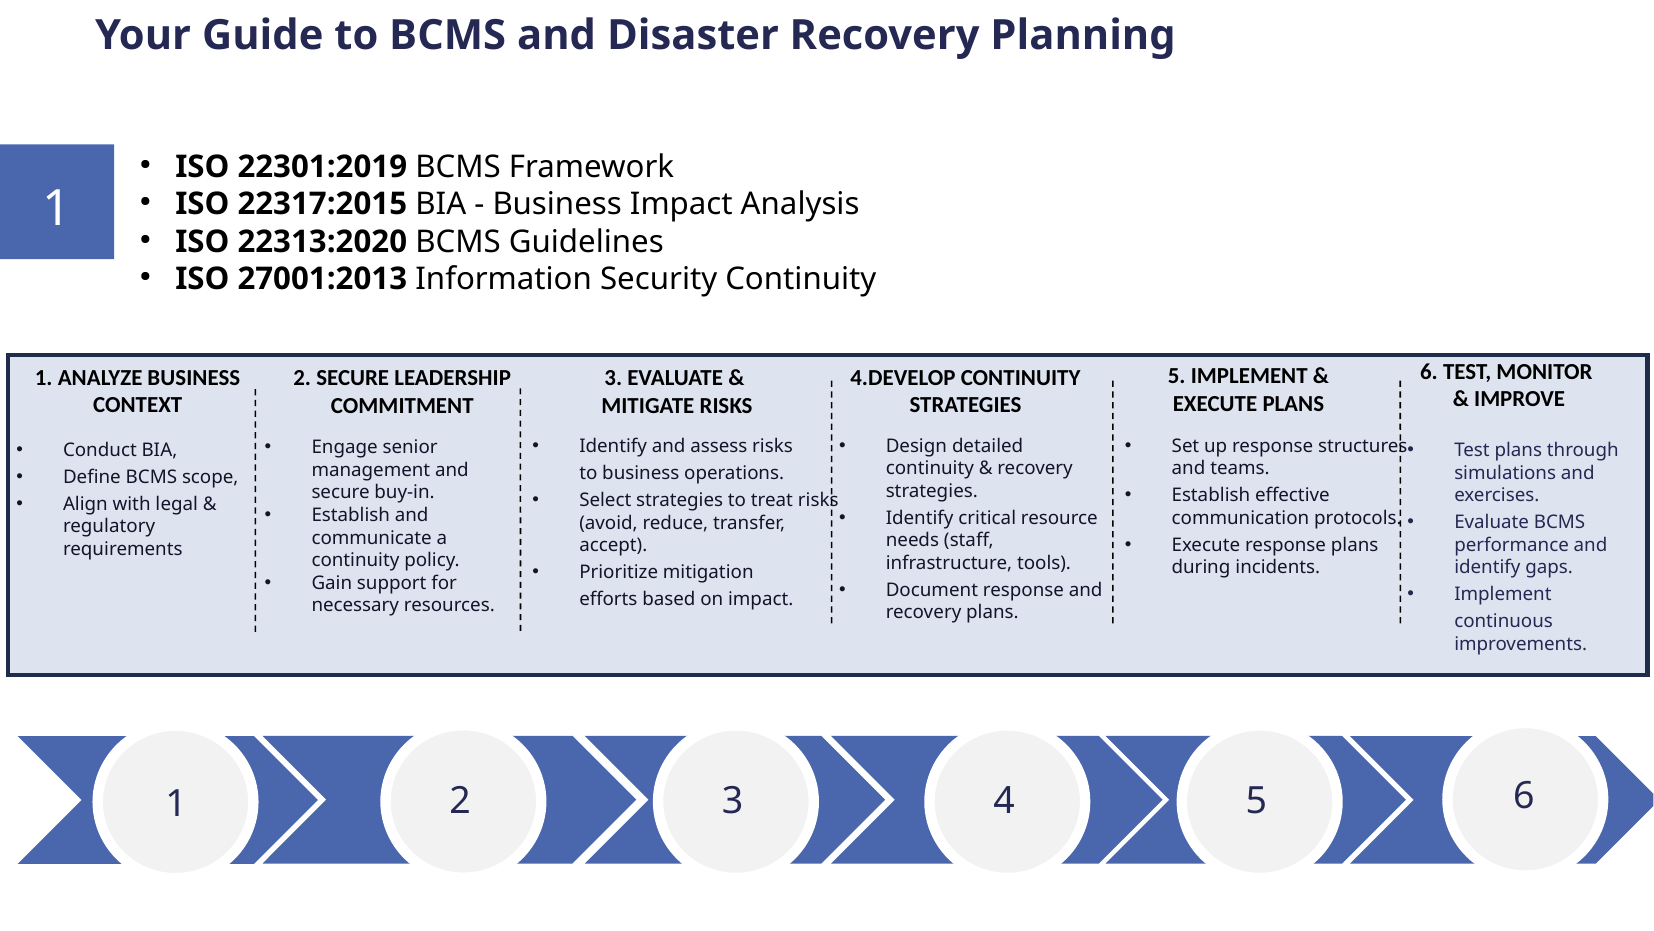 Your Guide to BCMS and Disaster Recovery Planning
1
• ISO 22301:2019 BCMS Framework
• ISO 22317:2015 BIA - Business Impact Analysis
• ISO 22313:2020 BCMS Guidelines
• ISO 27001:2013 Information Security Continuity
1. ANALYZE BUSINESS
CONTEXT
• Conduct BIA,
• Define BCMS scope,
• Align with legal &
regulatory
requirements
2. SECURE LEADERSHIP
COMMITMENT
• Engage senior
management and
secure buy-in.
• Establish and
communicate a
continuity policy.
• Gain support for
necessary resources.
3. EVALUATE &
MITIGATE RISKS
• Identify and assess risks
to business operations.
• Select strategies to treat risks
(avoid, reduce, transfer,
accept).
• Prioritize mitigation
efforts based on impact.
4.DEVELOP CONTINUITY
STRATEGIES
• Design detailed
continuity & recovery
strategies.
• Identify critical resource
needs (staff,
infrastructure, tools).
• Document response and
recovery plans.
5. IMPLEMENT &
EXECUTE PLANS
• Set up response structures
and teams.
• Establish effective
communication protocols.
• Execute response plans
during incidents.
6. TEST, MONITOR
& IMPROVE
• Test plans through
simulations and
exercises.
• Evaluate BCMS
performance and
identify gaps.
• Implement
continuous
improvements.
1
2
3
4
5
6